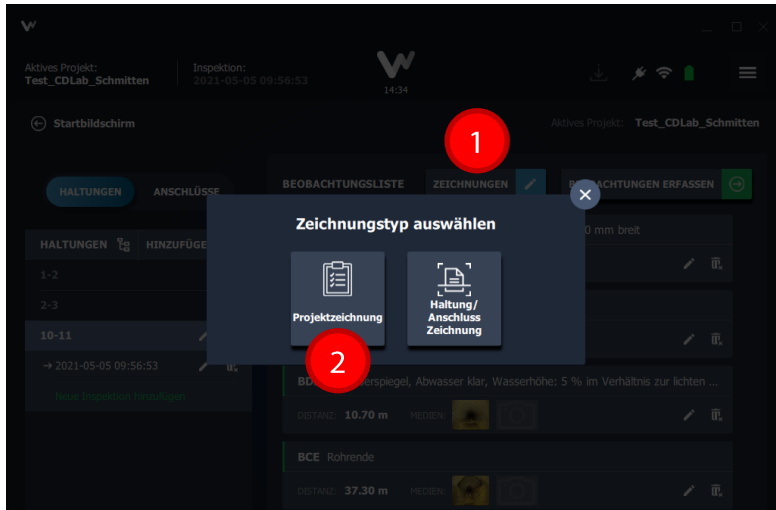 Aktives Projekt:
Test_CDLab_Schmitten
Inspektion:
2021-05-05 09:56:53
14:34
Startbildschirm
Aktives Projekt: Test_CDLab_Schmitten
1
HALTUNGEN ANSCHLÜSSE
BEOBACHTUNGSLISTE ZEICHNUNGEN
ACHTUNGEN ERFASSEN
0 mm breit
HALTUNGEN HINZUFÜGE
Zeichnungstyp auswählen
1-2
2-3
10-11
Projektzeichnung
Haltung/
Anschluss
Zeichnung
2
→ 2021-05-05 09:56:53
Neue Inspektion hinzufügen
BD erspiegel, Abwasser klar, Wasserhöhe: 5 % im Verhältnis zur lichten ...
DISTANZ: 10.70 m MEDIEN:
BCE Rohrende
DISTANZ: 37.30 m MEDIEN: